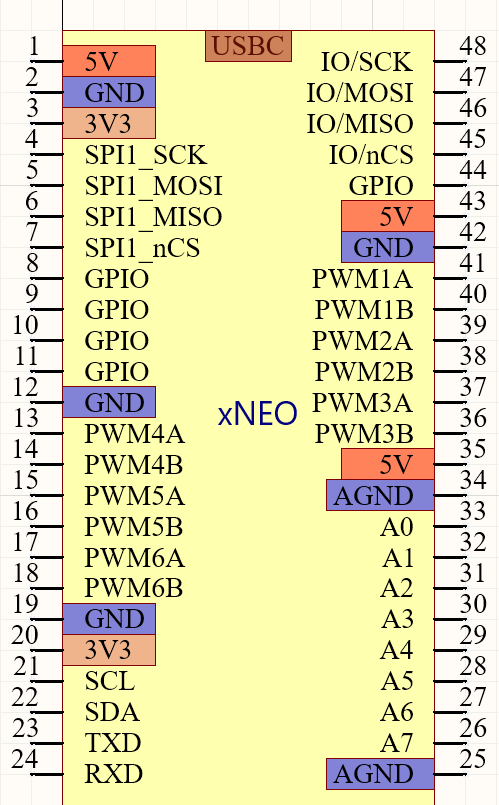 USBC
1 5V IO/SCK 48
2 GND IO/MOSI 47
3 3V3 IO/MISO 46
4 SPI1_SCK IO/nCS 45
5 SPI1_MOSI GPIO 44
6 SPI1_MISO 5V 43
7 SPI1_nCS GND 42
8 GPIO PWM1A 41
9 GPIO PWM1B 40
10 GPIO PWM2A 39
11 GPIO PWM2B 38
12 GND xNEO PWM3A 37
13 PWM4A PWM3B 36
14 PWM4B 5V 35
15 PWM5A AGND 34
16 PWM5B A0 33
17 PWM6A A1 32
18 PWM6B A2 31
19 GND A3 30
20 3V3 A4 29
21 SCL A5 28
22 SDA A6 27
23 TXD A7 26
24 RXD AGND 25